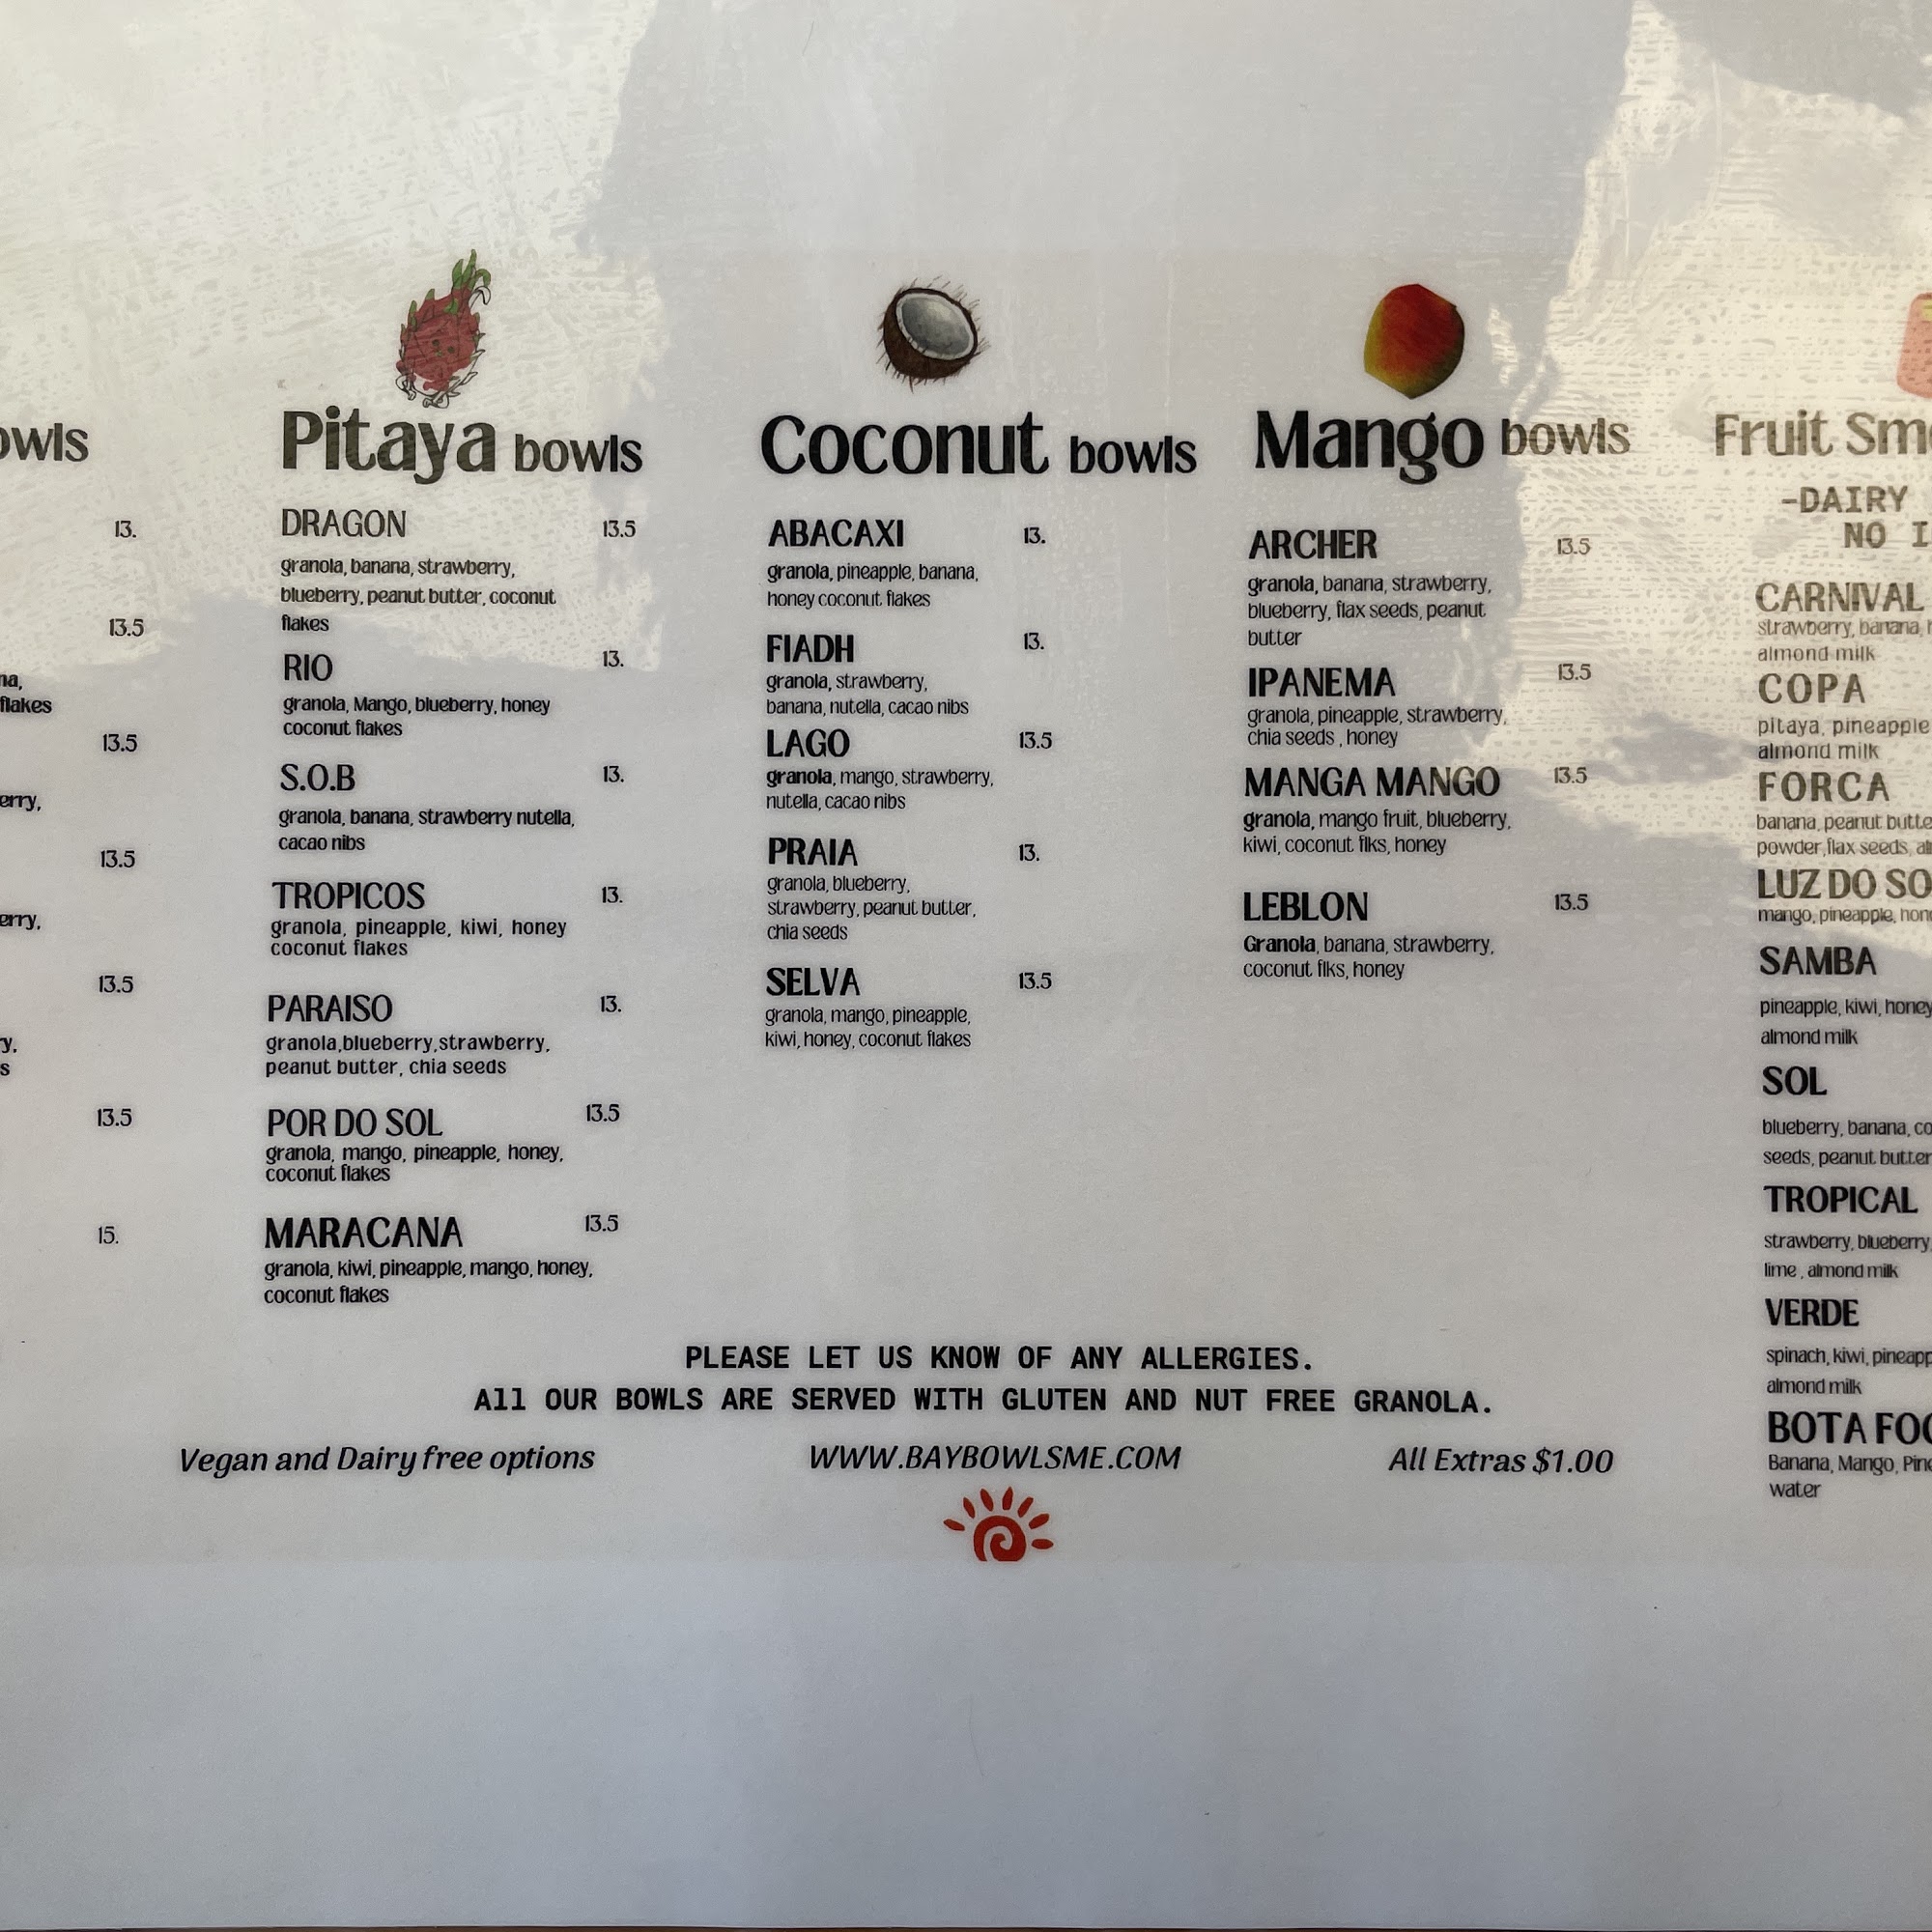 13.
13.5
flakes
13.5
13.5
13.5
13.5
15.
Pitaya bowls
DRAGON 13.5
granola, banana, strawberry,
blueberry, peanut butter, coconut
flakes
RIO 13.
granola, Mango, blueberry, honey
coconut flakes
S.O.B 13.
granola, banana, strawberry nutella,
cacao nibs
TROPICOS 13.
granola, pineapple, kiwi, honey
coconut flakes
PARAISO 13.
granola,blueberry,strawberry,
peanut butter, chia seeds
POR DO SOL 13.5
granola, mango, pineapple, honey,
coconut flakes
MARACANA 13.5
granola, kiwi, pineapple, mango, honey,
coconut flakes
Coconut bowls
ABACAXI 13.
granola, pineapple, banana,
honey coconut flakes
FIADH 13.
granola, strawberry,
banana, nutella, cacao nibs
LAGO 13.5
granola, mango, strawberry,
nutella, cacao nibs
PRAIA 13.
granola, blueberry,
strawberry, peanut butter,
chia seeds
SELVA 13.5
granola, mango, pineapple,
kiwi, honey, coconut flakes
Mango bowls
ARCHER 13.5
granola, banana, strawberry,
blueberry, flax seeds, peanut
butter
IPANEMA 13.5
granola, pineapple, strawberry,
chia seeds , honey
MANGA MANGO 13.5
granola, mango fruit, blueberry,
kiwi, coconut flks, honey
LEBLON 13.5
Granola, banana, strawberry,
coconut flks, honey
Fruit
-DAIRY
NO
CARNIVAL
strawberry, banana,
almond milk
COPA
pitaya, pineapple
almond milk
FORCA
banana, peanut
powder,flax seeds,
LUZ DO
mango, pineapple,
SAMBA
pineapple, kiwi, honey
almond milk
SOL
blueberry, banana,
seeds, peanut butter
TROPICAL
strawberry, blueberry,
lime , almond milk
VERDE
spinach, kiwi,
almond milk
BOTA
Banana, Mango,
water
PLEASE LET US KNOW OF ANY ALLERGIES.
All OUR BOWLS ARE SERVED WITH GLUTEN AND NUT FREE GRANOLA.
Vegan and Dairy free options WWW.BAYBOWLSME.COM All Extras $1.00